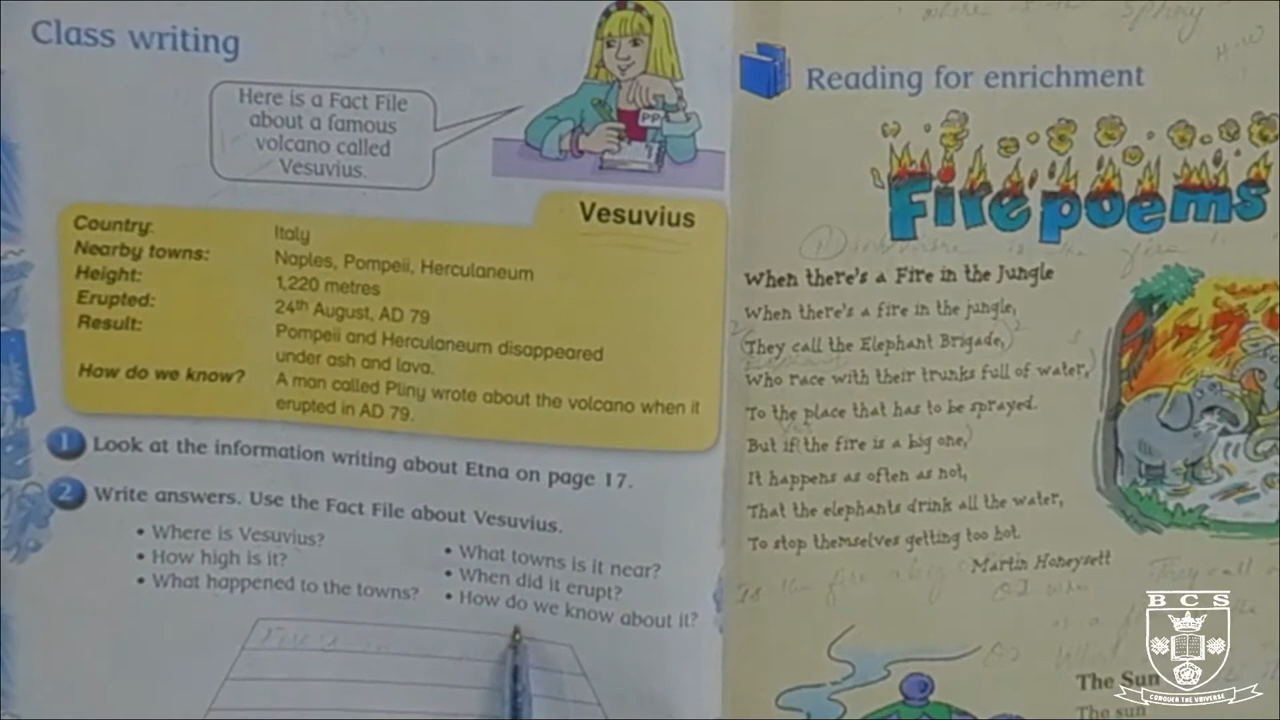 Class writing
Here is a Fact File
about a famous
volcano called
Vesuvius.
PP
Vesuvius
Country: Italy
Nearby towns: Naples, Pompeii, Herculaneum
Height: 1,220 metres
Erupted: 24th August, AD 79
Result: Pompeii and Herculaneum disappeared
under ash and lava.
How do we know? A man called Pliny wrote about the volcano when it
erupted in AD 79.
1 Look at the information writing about Etna on page 17.
2 Write answers. Use the Fact File about Vesuvius.
• Where is Vesuvius?
• How high is it?
• What happened to the towns?
• What towns is it near?
• When did it erupt?
• How do we know about it?
where is the
H.W
Reading for enrichment
Fire poems
When there's a Fire in the Jungle
When there's a fire in the jungle,
They call the Elephant Brigade,
Who race with their trunks full of water,
To the place that has to be sprayed.
But if the fire is a big one,
It happens as often as not,
That the elephants drink all the water,
To stop themselves getting too hot.
Martin Honeysett
They call
The Sun
The sun
BCS
CONQUER THE UNIVERSE